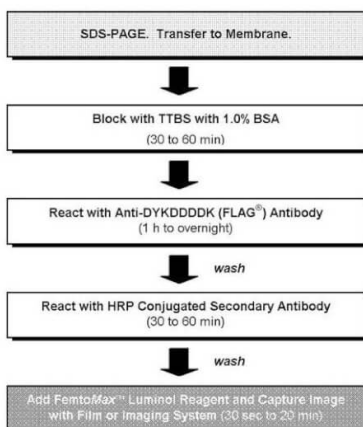 SDS-PAGE. Transfer to Membrane.
Block with TTBS with 1.0% BSA
(30 to 60 min)
React with Anti-DYKDDDDK (FLAG®) Antibody
(1 h to overnight)
wash
React with HRP Conjugated Secondary Antibody
(30 to 60 min)
wash
Add FemtoMax™ Luminol Reagent and Capture Image
with Film or Imaging System (30 sec to 20 min)